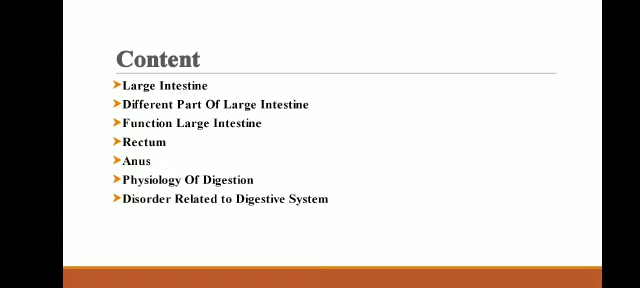 Content
Large Intestine
Different Part Of Large Intestine
Function Large Intestine
Rectum
Anus
Physiology Of Digestion
Disorder Related to Digestive System